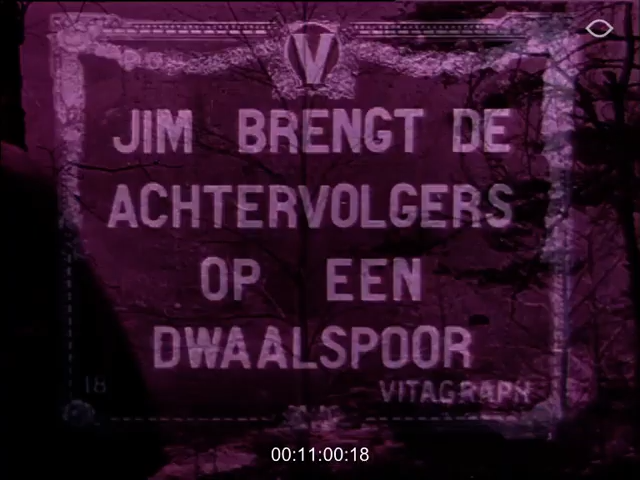 V
JIM BRENGT DE
ACHTERVOLGERS
OP EEN
DWAALSPOOR
18
VITAGRAPH
00:11:00:18